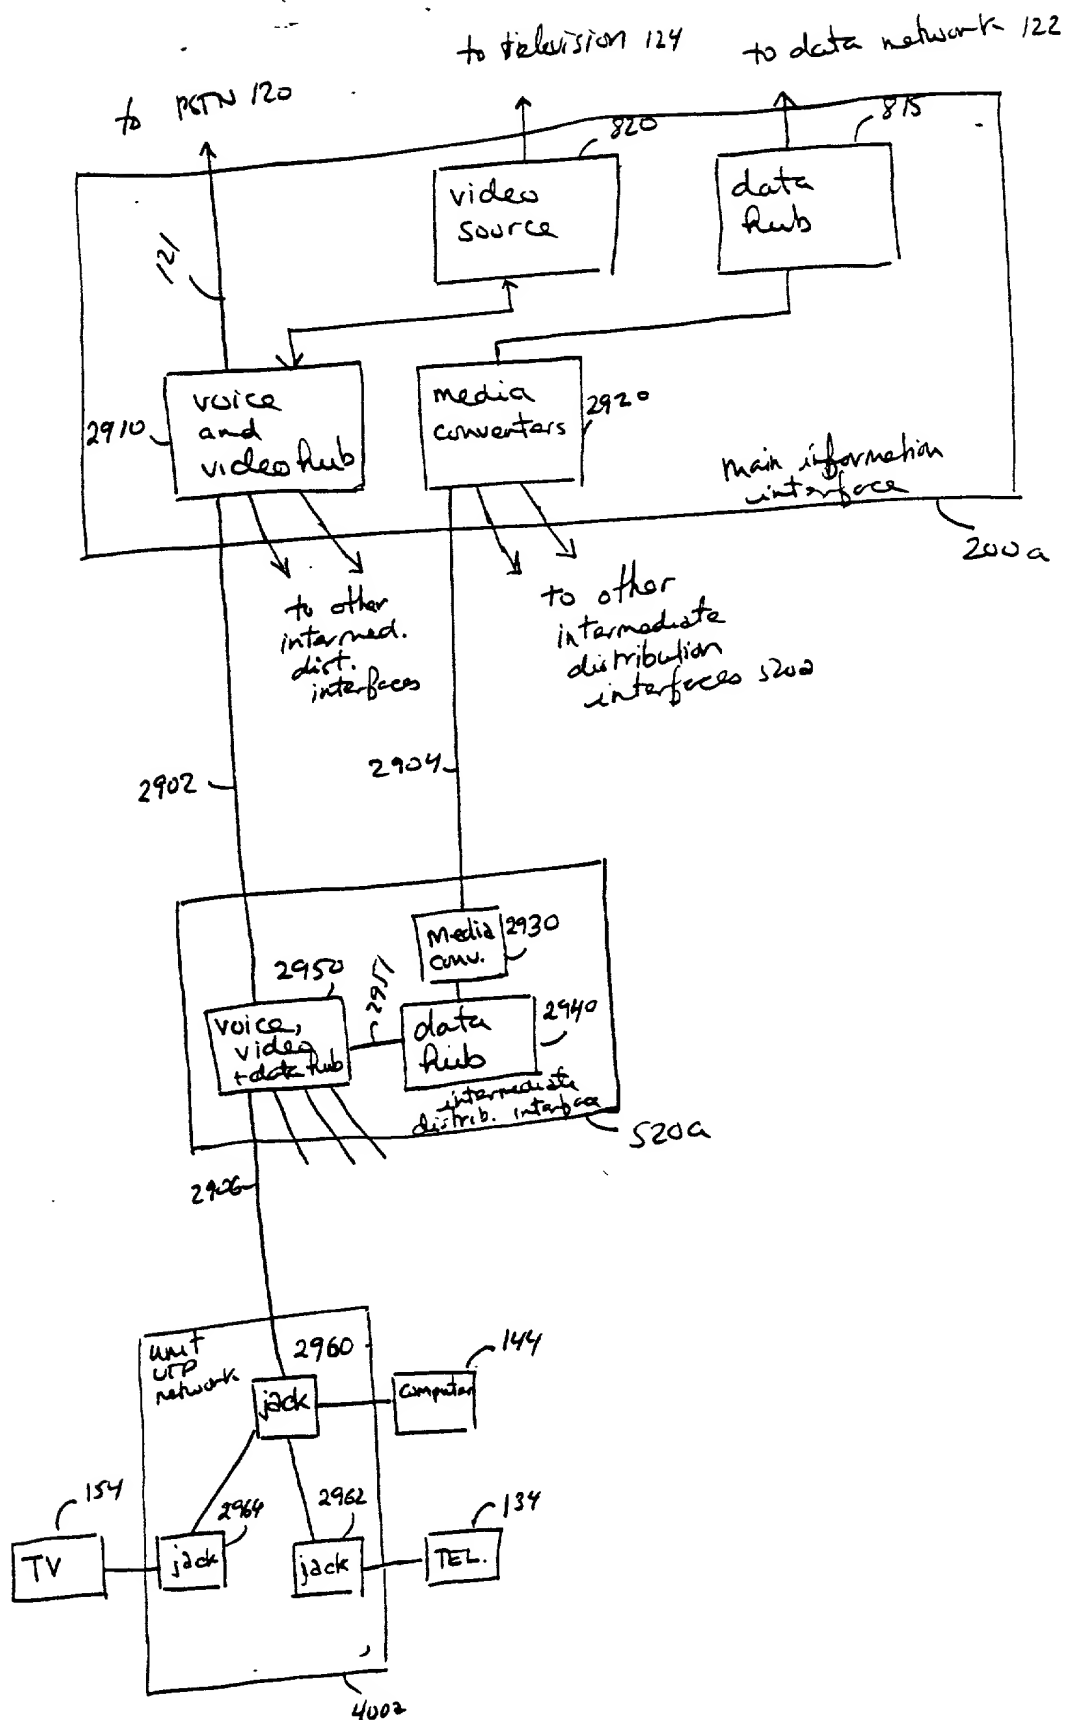 to television 124
to data network 122
to PSTN 120
820
815
video
source
data
hub
121
2910
voice
and
video hub
media
converters
2920
main information
interface
200a
to other
intermed.
dist.
interfaces
to other
intermediate
distribution
interfaces 520a
2902
2904
media
conv.
2930
2950
2951
voice,
video
+ data hub
data
hub
2940
intermediate
distrib. interface
520a
2906
unit
UTP
network
2960
144
jack
computer
154
2964
2962
134
TV
jack
jack
TEL.
400a